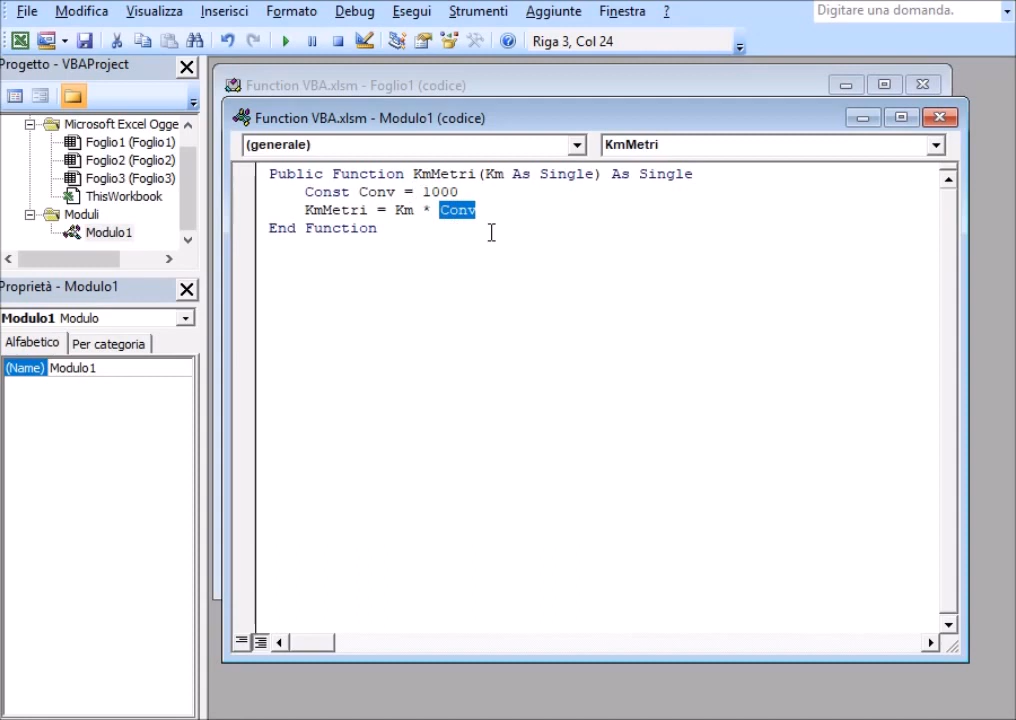 File Modifica Visualizza Inserisci Formato Debug Esegui Strumenti Aggiunte Finestra ? Digitare una domanda.
Riga 3, Col 24
Progetto - VBAProject
Microsoft Excel Ogge
Foglio1 (Foglio1)
Foglio2 (Foglio2)
Foglio3 (Foglio3)
ThisWorkbook
Moduli
Modulo1
Proprietà - Modulo1
Modulo1 Modulo
Alfabetico Per categoria
(Name) Modulo1
Function VBA.xlsm - Foglio1 (codice)
Function VBA.xlsm - Modulo1 (codice)
(generale) KmMetri
Public Function KmMetri(Km As Single) As Single
Const Conv = 1000
KmMetri = Km * Conv
End Function